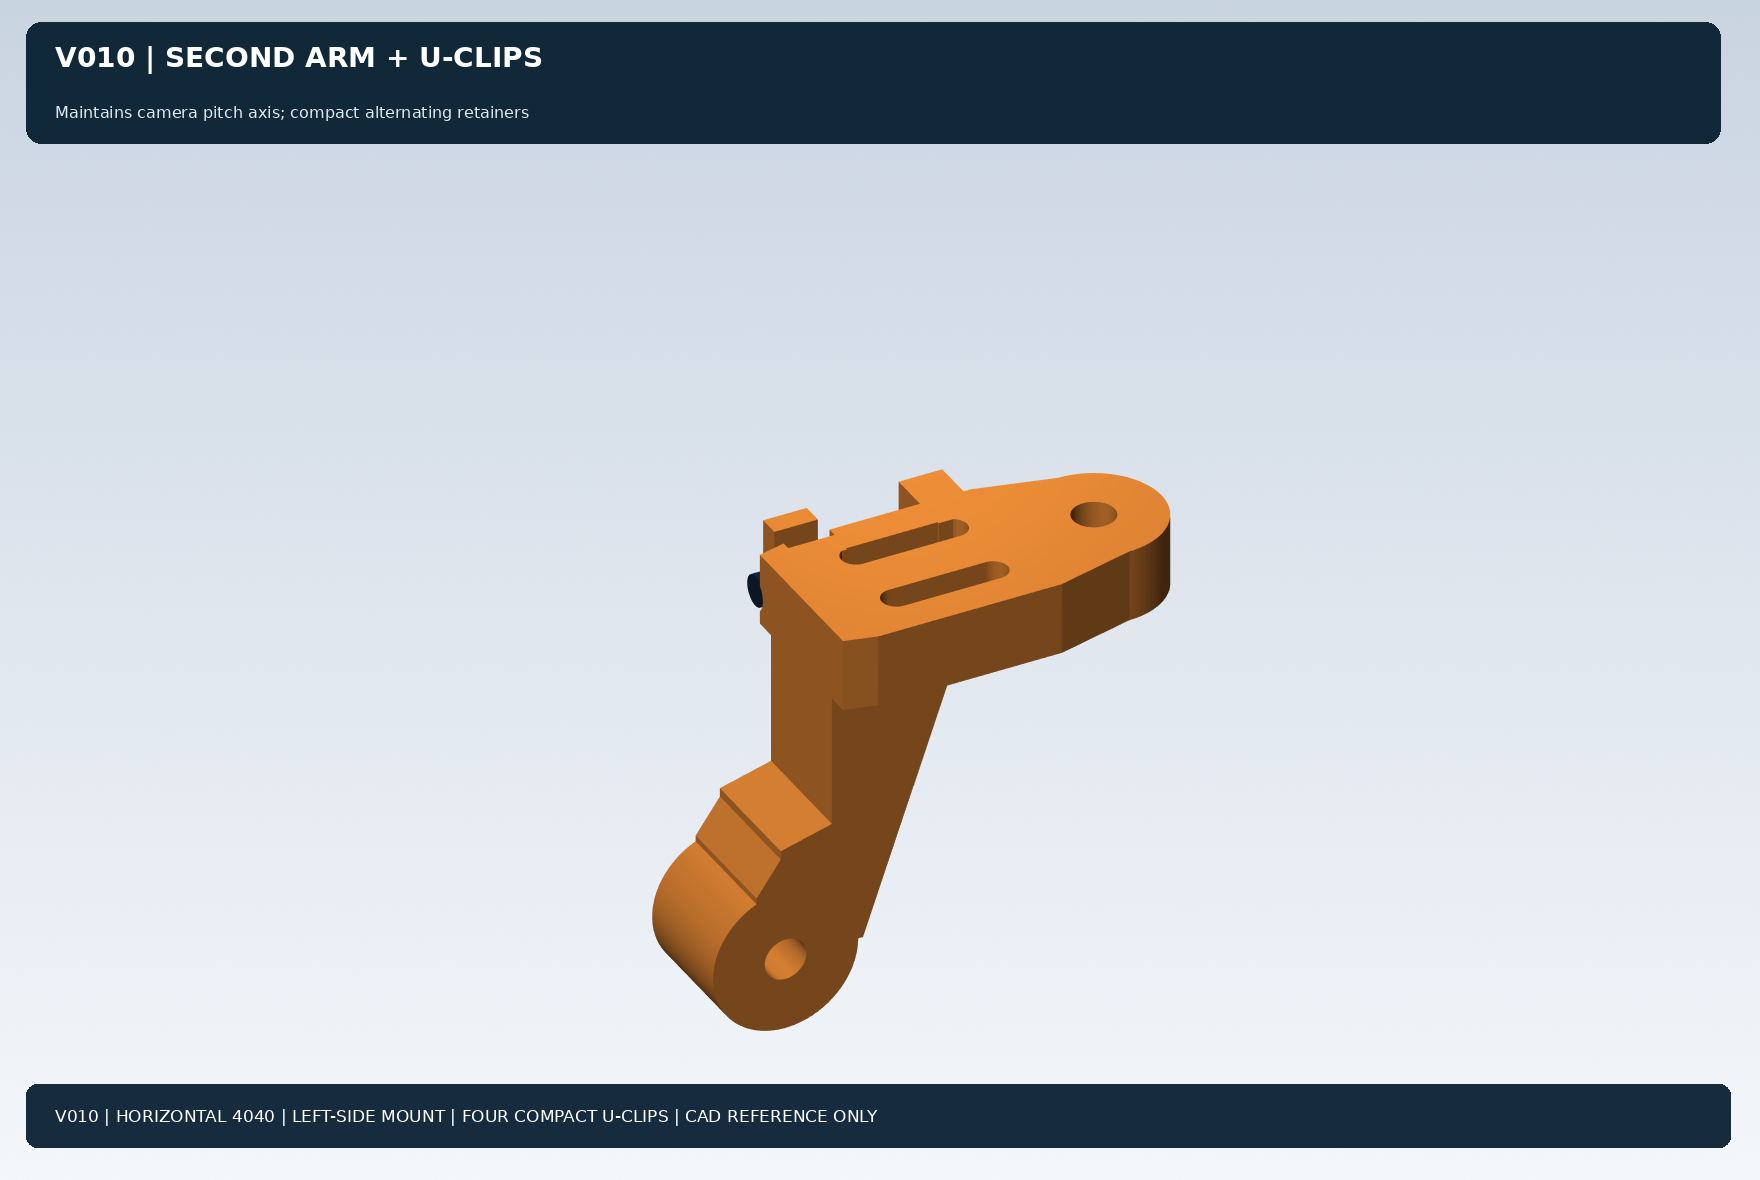 V010 | SECOND ARM + U-CLIPS
Maintains camera pitch axis; compact alternating retainers
V010 | HORIZONTAL 4040 | LEFT-SIDE MOUNT | FOUR COMPACT U-CLIPS | CAD REFERENCE ONLY